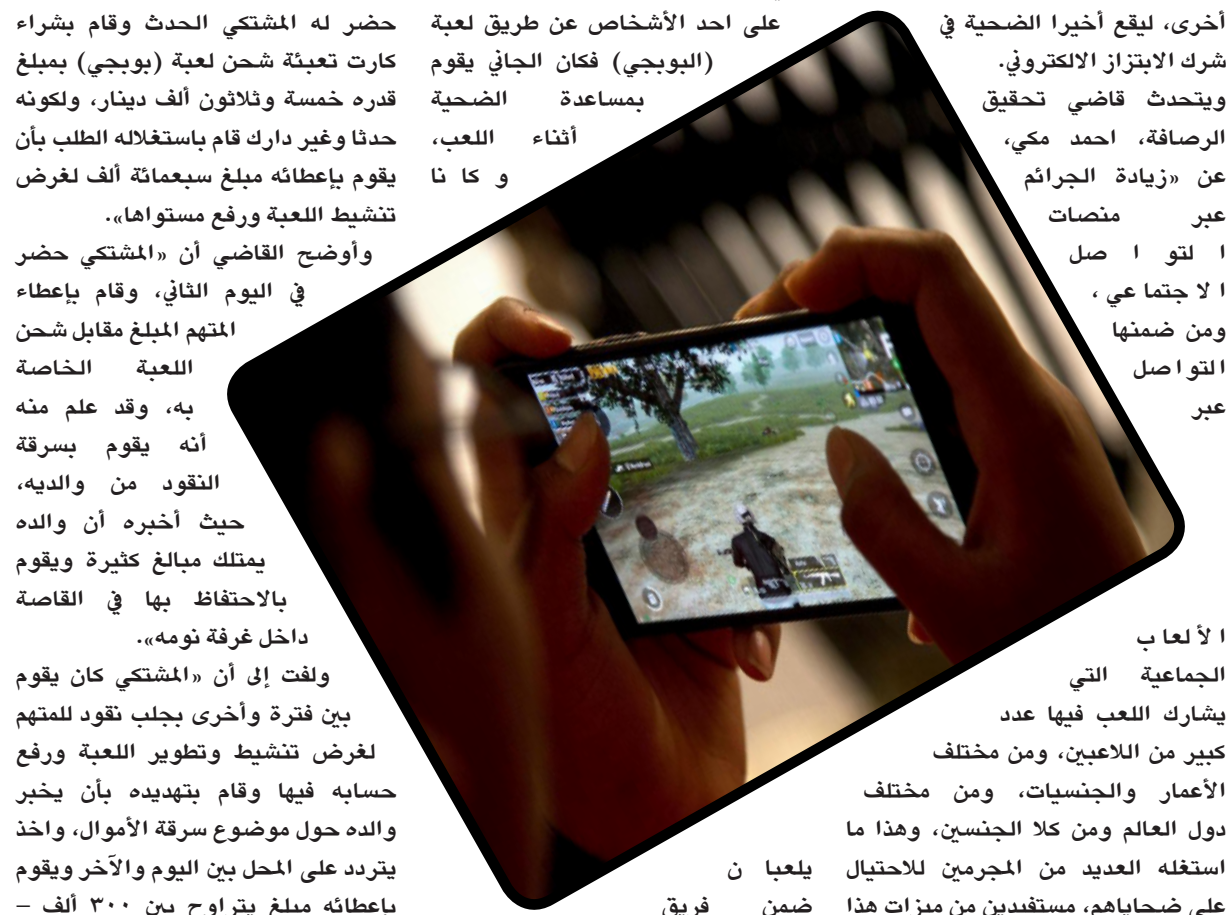 أخرى، ليقع أخيرا الضحية في
شرك الابتزاز الالكتروني.
ويتحدث قاضي تحقيق
الرصافة، احمد مكي،
عن «زيادة الجرائم
عبر منصات
ا لتو ا صل
ا لا جتما عي ،
ومن ضمنها
التواصل
عبر
ا لأ لعا ب
الجماعية التي
يشارك اللعب فيها عدد
كبير من اللاعبين، ومن مختلف
الأعمار والجنسيات، ومن مختلف
دول العالم ومن كلا الجنسين، وهذا ما
استغله العديد من المجرمين للاحتيال
على ضحاياهم، مستفيدين من ميزات هذا
على احد الأشخاص عن طريق لعبة
(البوبجي) فكان الجاني يقوم
بمساعدة الضحية
أثناء اللعب،
و كا نا
يلعبا ن
ضمن فريق
حضر له المشتكي الحدث وقام بشراء
كارت تعبئة شحن لعبة (بوبجي) بمبلغ
قدره خمسة وثلاثون ألف دينار، ولكونه
حدثا وغير دارك قام باستغلاله الطلب بأن
يقوم بإعطائه مبلغ سبعمائة ألف لغرض
تنشيط اللعبة ورفع مستواها».
وأوضح القاضي أن «المشتكي حضر
في اليوم الثاني، وقام بإعطاء
المتهم المبلغ مقابل شحن
اللعبة الخاصة
به، وقد علم منه
أنه يقوم بسرقة
النقود من والديه،
حيث أخبره أن والده
يمتلك مبالغ كثيرة ويقوم
بالاحتفاظ بها في القاصة
داخل غرفة نومه».
ولفت إلى أن «المشتكي كان يقوم
بين فترة وأخرى بجلب نقود للمتهم
لغرض تنشيط وتطوير اللعبة ورفع
حسابه فيها وقام بتهديده بأن يخبر
والده حول موضوع سرقة الأموال، واخذ
يتردد على المحل بين اليوم والآخر ويقوم
بإعطائه مبلغ يتراوح بين ٣٠٠ ألف –